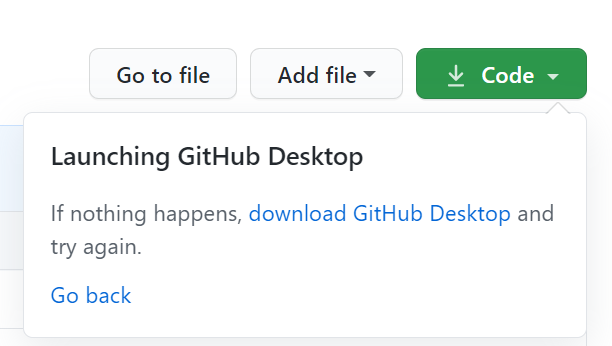 Go to file Add file Code
Launching GitHub Desktop
If nothing happens, download GitHub Desktop and
try again.
Go back